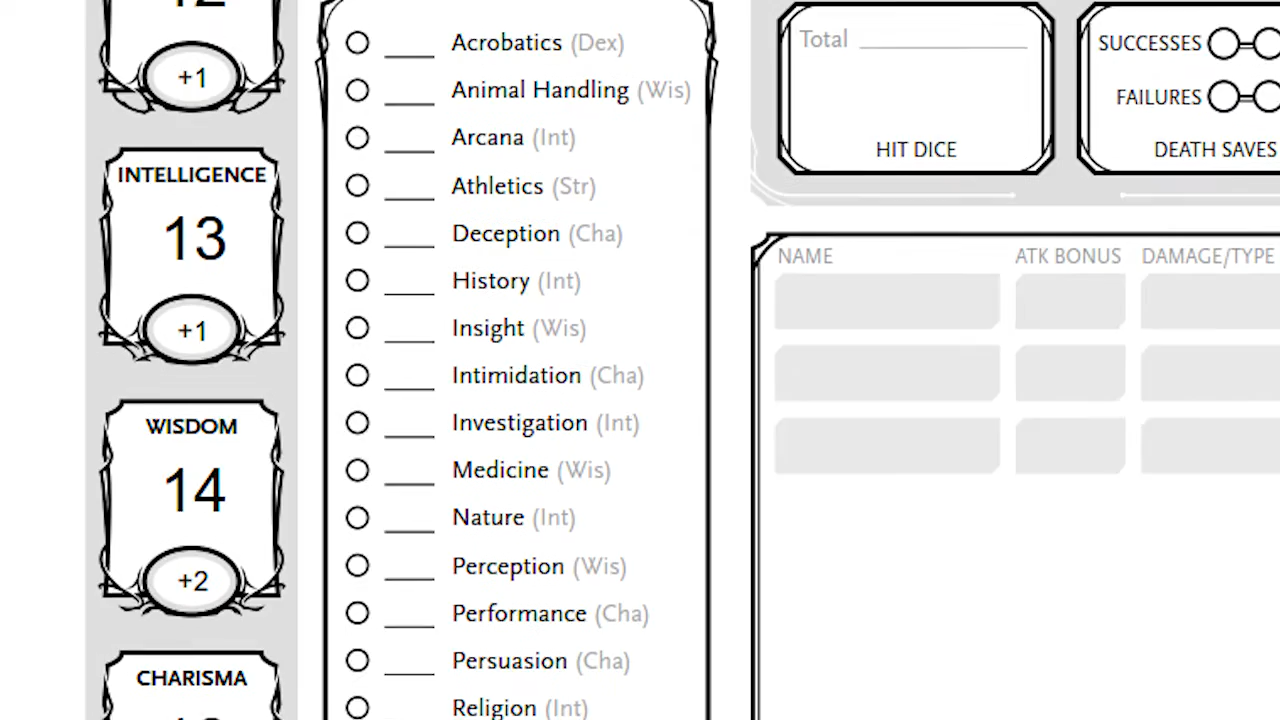 +1
INTELLIGENCE
13
+1
WISDOM
14
+2
CHARISMA
Acrobatics (Dex)
Animal Handling (Wis)
Arcana (Int)
Athletics (Str)
Deception (Cha)
History (Int)
Insight (Wis)
Intimidation (Cha)
Investigation (Int)
Medicine (Wis)
Nature (Int)
Perception (Wis)
Performance (Cha)
Persuasion (Cha)
Religion (Int)
Total
HIT DICE
SUCCESSES
FAILURES
DEATH SAVES
NAME ATK BONUS DAMAGE/TYPE